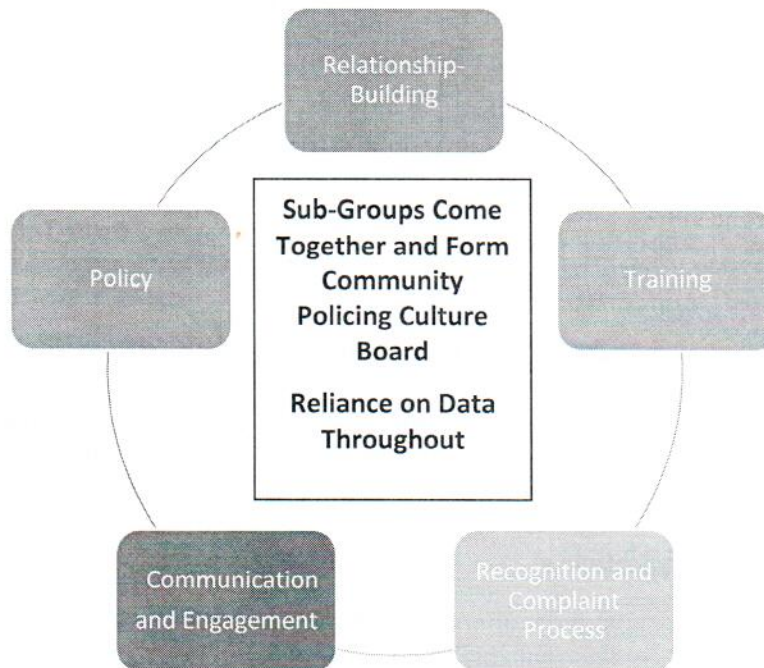 Relationship-
Building
Sub-Groups Come
Together and Form
Community
Policing Culture
Board
Reliance on Data
Throughout
Policy
Training
Communication
and Engagement
Recognition and
Complaint
Process